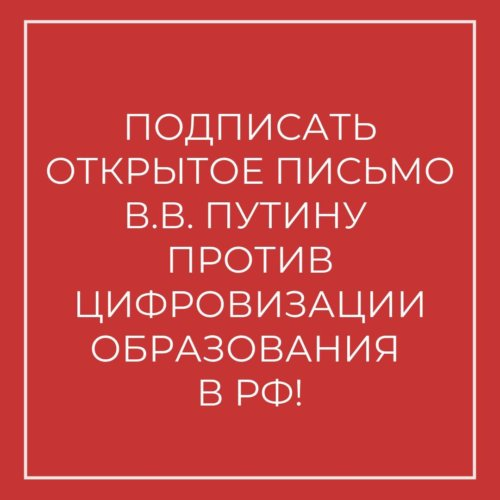 ПОДПИСАТЬ
ОТКРЫТОЕ ПИСЬМО
В.В. ПУТИНУ
ПРОТИВ
ЦИФРОВИЗАЦИИ
ОБРАЗОВАНИЯ
В РФ!